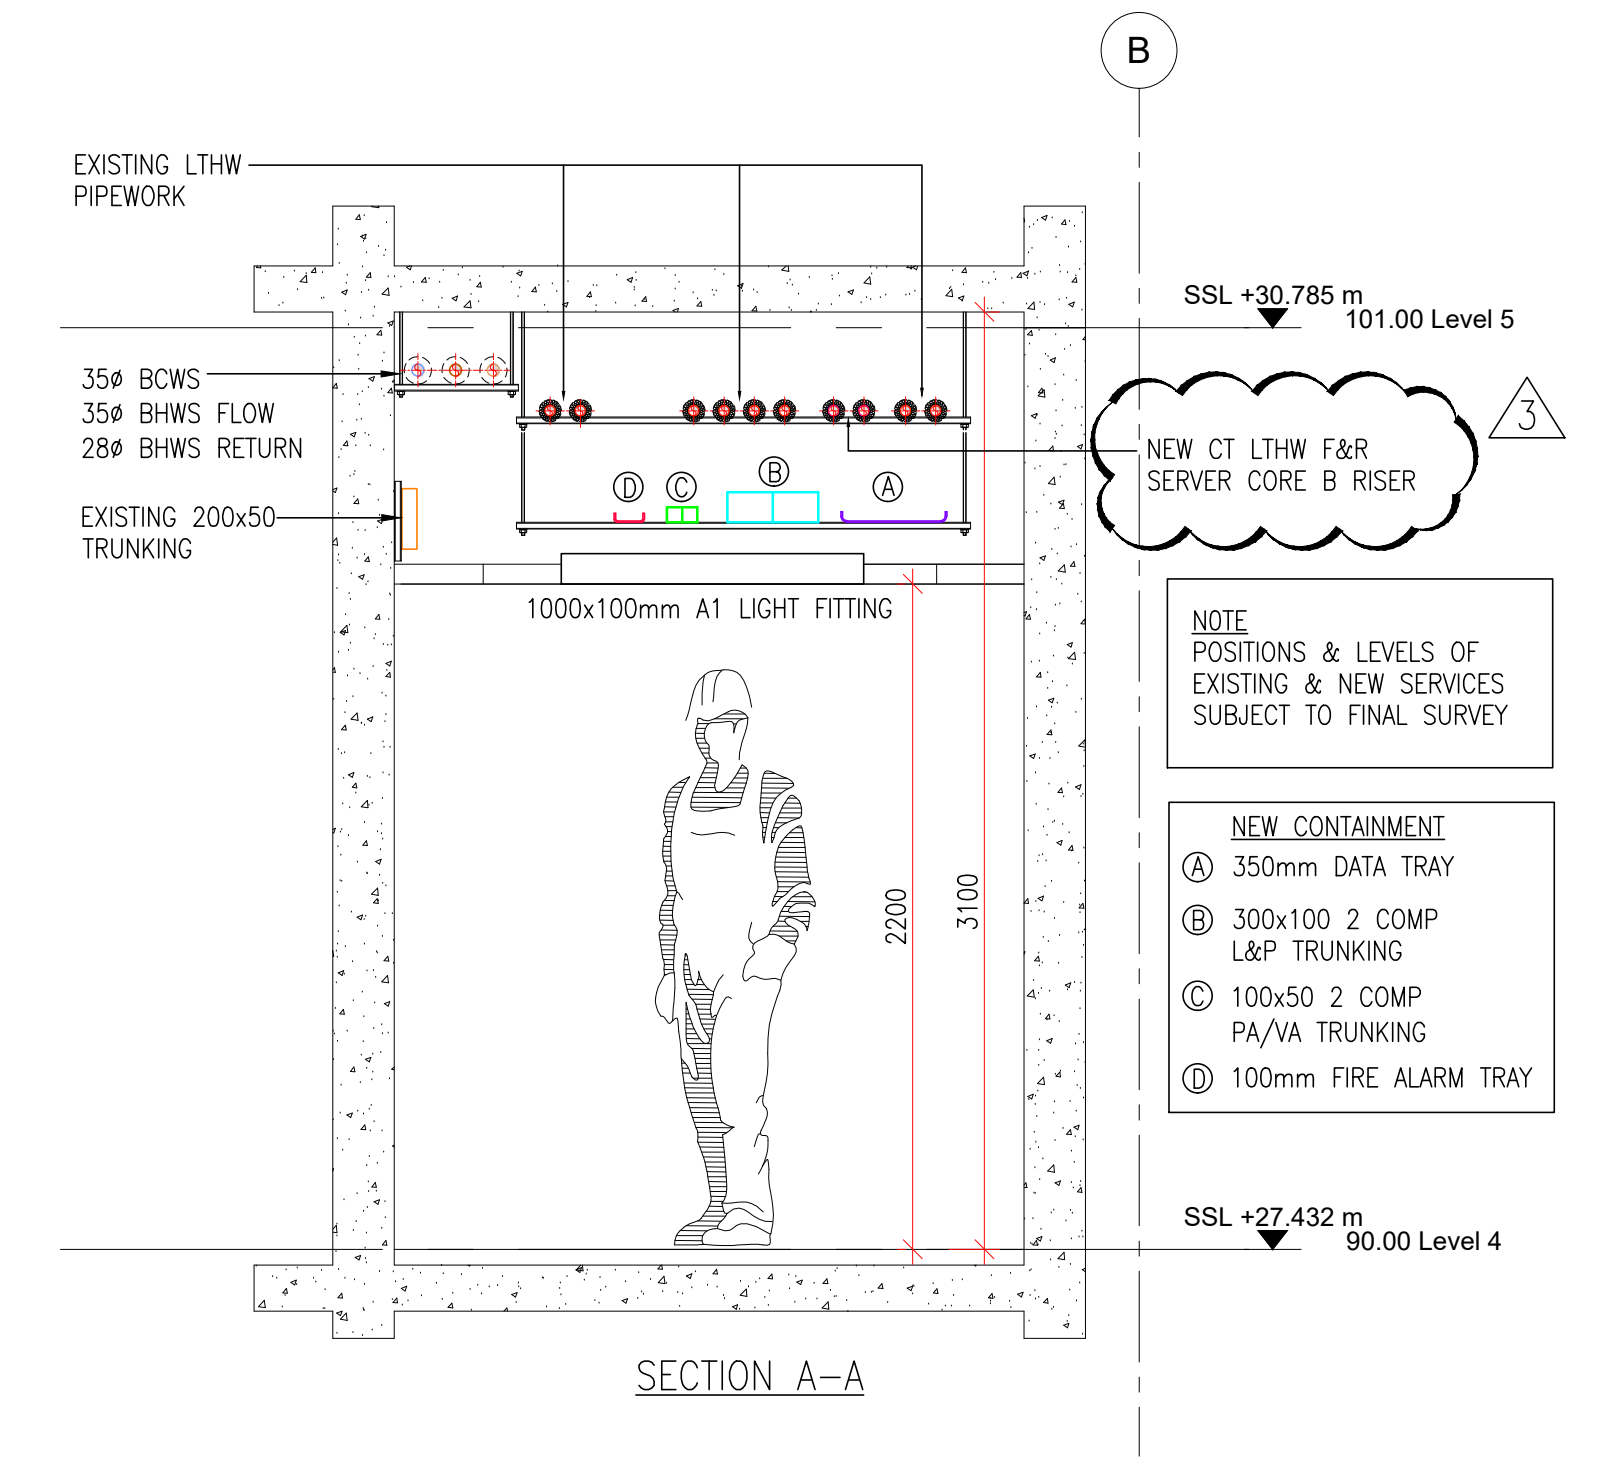 B
EXISTING LTHW
PIPEWORK
SSL +30.785 m
101.00 Level 5
35ø BCWS
35ø BHWS FLOW
28ø BHWS RETURN
3
NEW CT LTHW F&R
SERVER CORE B RISER
D
C
B
A
EXISTING 200x50
TRUNKING
1000x100mm A1 LIGHT FITTING
NOTE
POSITIONS & LEVELS OF
EXISTING & NEW SERVICES
SUBJECT TO FINAL SURVEY
NEW CONTAINMENT
A 350mm DATA TRAY
B 300x100 2 COMP
L&P TRUNKING
C 100x50 2 COMP
PA/VA TRUNKING
D 100mm FIRE ALARM TRAY
2200
3100
SSL +27.432 m
90.00 Level 4
SECTION A-A